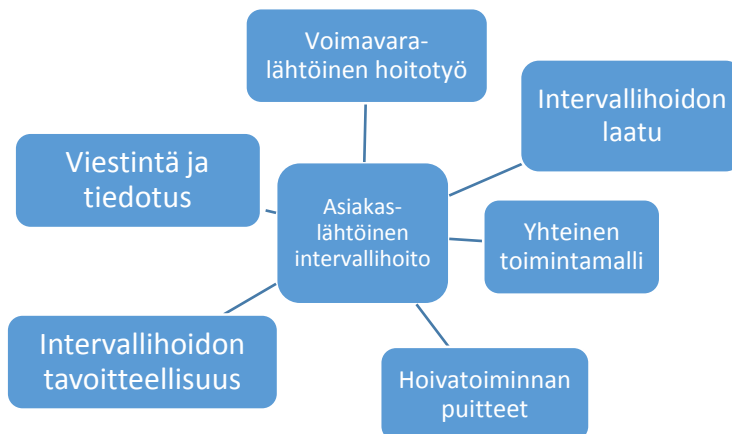 Voimavara-
lähtöinen hoitotyö
Intervallihoidon
laatu
Viestintä ja
tiedotus
Asiakas-
lähtöinen
intervallihoito
Yhteinen
toimintamalli
Intervallihoidon
tavoitteellisuus
Hoivatoiminnan
puitteet